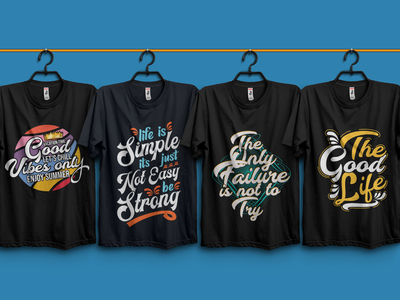 Good
LET'S CHILL
Vibes only
ENJOY SUMMER
life is
Simple
its just
Not Easy
be
Strong
The
Only
Failure
is not to
Try
The
Good
Life